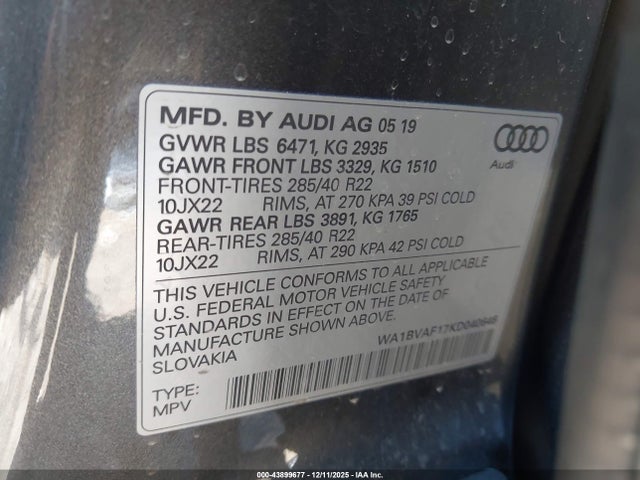 MFD. BY AUDI AG 05 19
GVWR LBS 6471, KG 2935
GAWR FRONT LBS 3329, KG 1510
FRONT-TIRES 285/40 R22
10JX22 RIMS, AT 270 KPA 39 PSI COLD
GAWR REAR LBS 3891, KG 1765
REAR-TIRES 285/40 R22
10JX22 RIMS, AT 290 KPA 42 PSI COLD
Audi
THIS VEHICLE CONFORMS TO ALL APPLICABLE
U.S. FEDERAL MOTOR VEHICLE SAFETY
STANDARDS IN EFFECT ON THE DATE OF
MANUFACTURE SHOWN ABOVE.
SLOVAKIA
WA1BVAF17KD040646
TYPE:
MPV
000-43899677 - 12/11/2025 - IAA Inc.